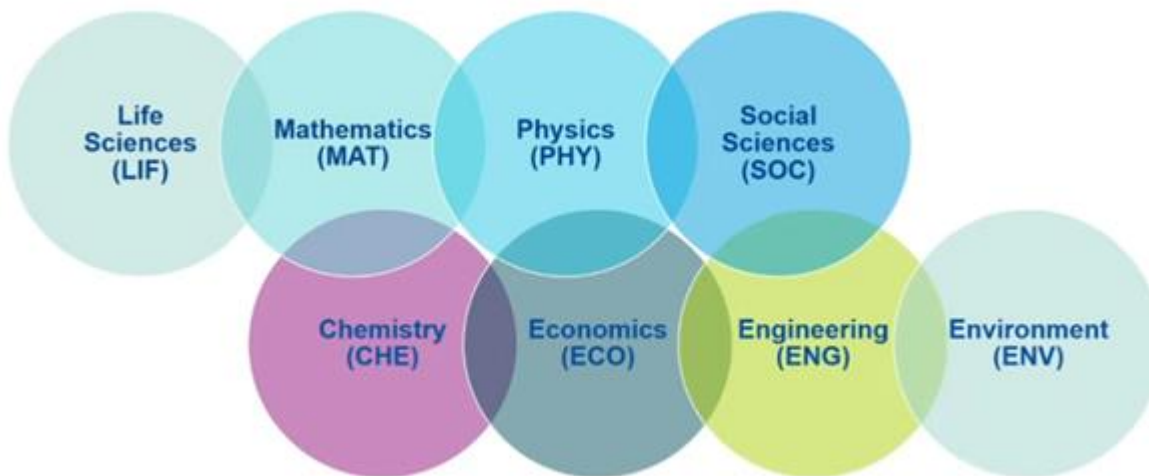 Life
Sciences
(LIF)
Mathematics
(MAT)
Physics
(PHY)
Social
Sciences
(SOC)
Chemistry
(CHE)
Economics
(ECO)
Engineering
(ENG)
Environment
(ENV)